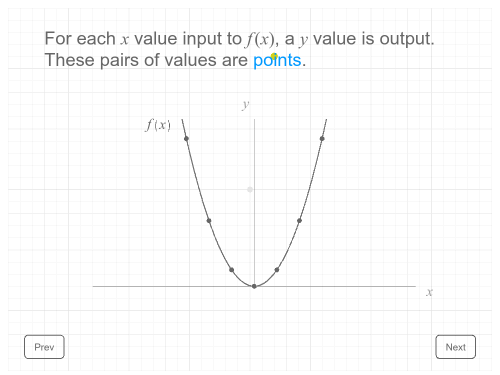 For each x value input to f(x), a y value is output.
These pairs of values are points.
y
f(x)
x
Prev
Next